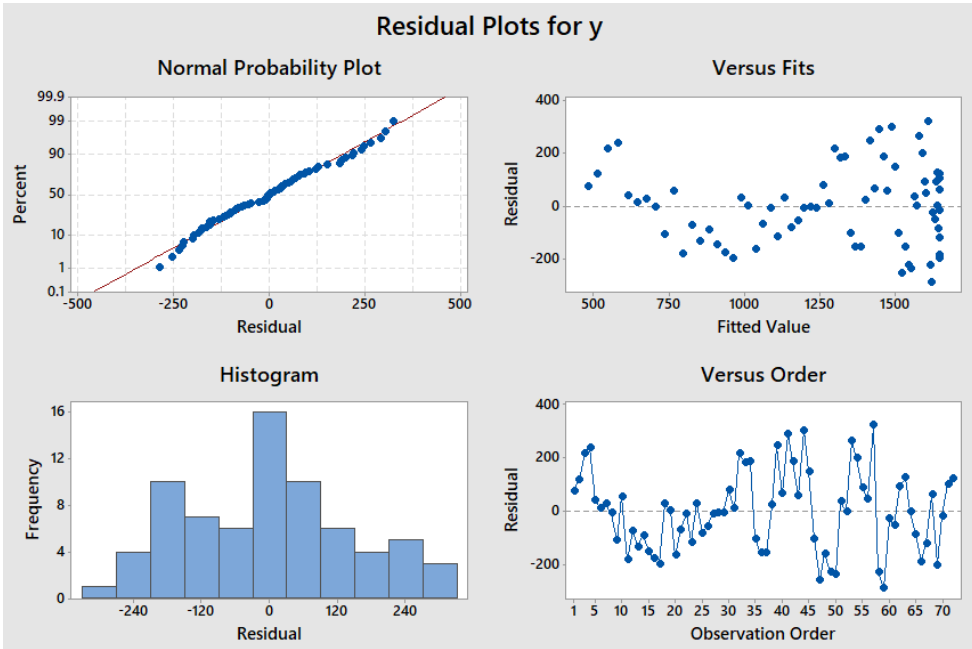 Residual Plots for y
Normal Probability Plot
99.9
99
90
50
10
1
0.1
Percent
-500 -250 0 250 500
Residual
Versus Fits
400
200
0
-200
Residual
500 750 1000 1250 1500
Fitted Value
Histogram
16
12
8
4
0
Frequency
-240 -120 0 120 240
Residual
Versus Order
400
200
0
-200
Residual
1 5 10 15 20 25 30 35 40 45 50 55 60 65 70
Observation Order